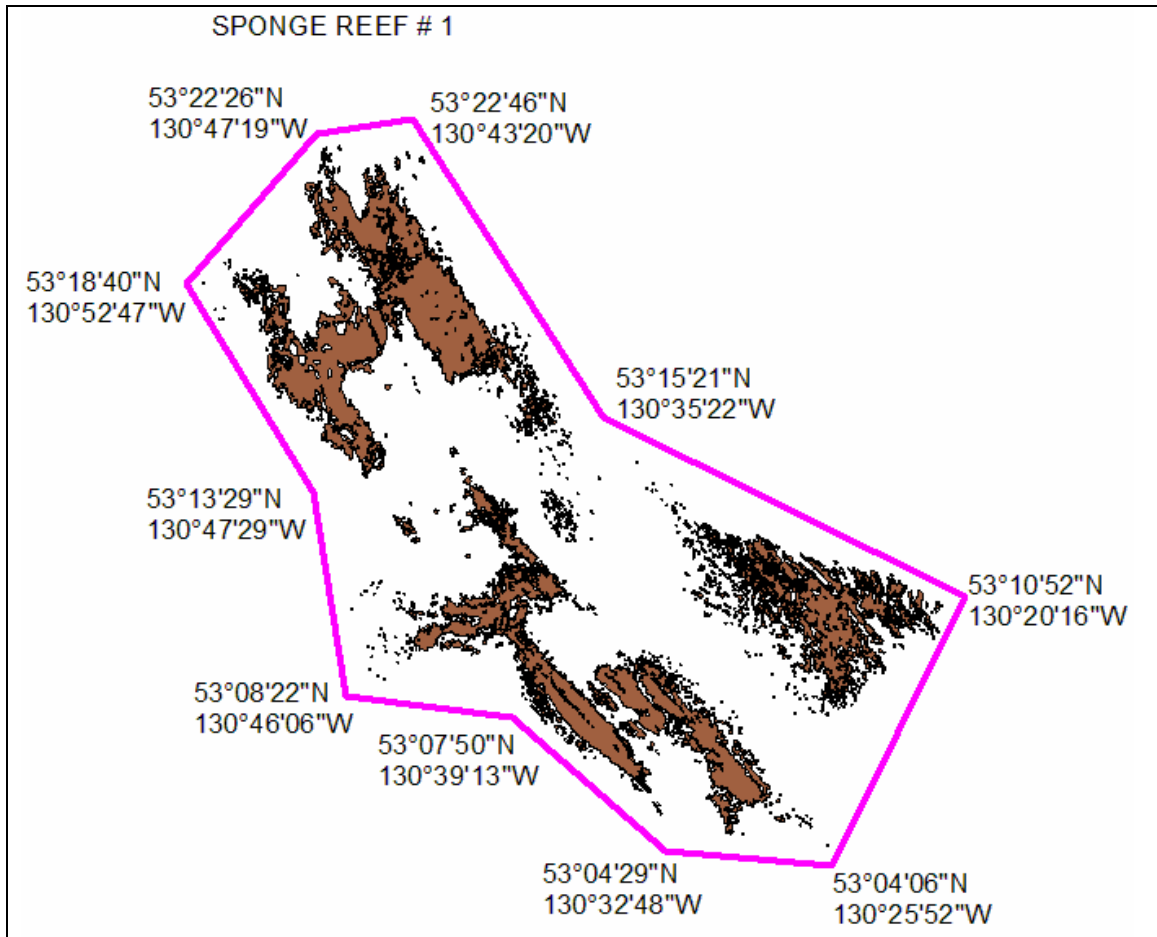 SPONGE REEF # 1
53°22'26"N
130°47'19"W
53°22'46"N
130°43'20"W
53°18'40"N
130°52'47"W
53°15'21"N
130°35'22"W
53°13'29"N
130°47'29"W
53°10'52"N
130°20'16"W
53°08'22"N
130°46'06"W
53°07'50"N
130°39'13"W
53°04'29"N
130°32'48"W
53°04'06"N
130°25'52"W